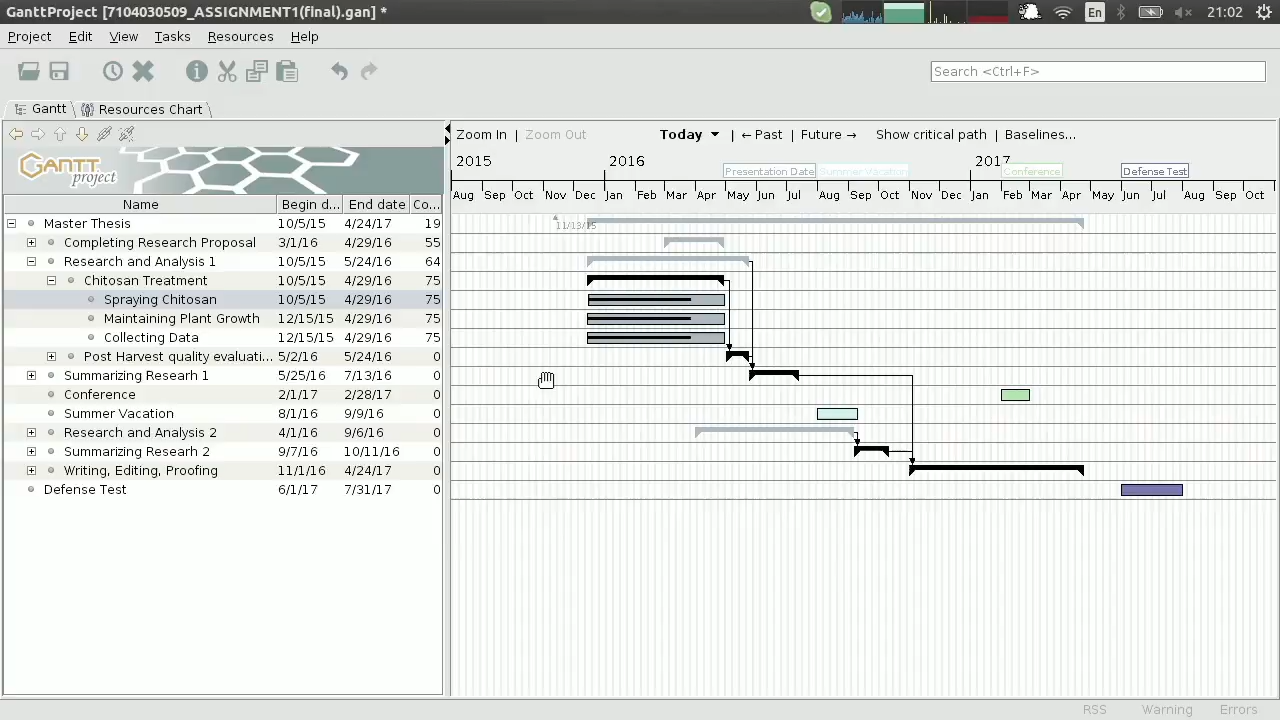 GanttProject [7104030509_ASSIGNMENT1(final).gan] *
En
21:02
Project Edit View Tasks Resources Help
Search <Ctrl+F>
Gantt Resources Chart
Zoom In | Zoom Out Today | ← Past | Future → Show critical path | Baselines...
GANTT project
2015 2016 2017
Presentation Date Summer Vacation Conference Defense Test
Aug Sep Oct Nov Dec Jan Feb Mar Apr May Jun Jul Aug Sep Oct Nov Dec Jan Feb Mar Apr May Jun Jul Aug Sep Oct
Name Begin d... End date Co...
11/13/15
Master Thesis 10/5/15 4/24/17 19
Completing Research Proposal 3/1/16 4/29/16 55
Research and Analysis 1 10/5/15 5/24/16 64
Chitosan Treatment 10/5/15 4/29/16 75
Spraying Chitosan 10/5/15 4/29/16 75
Maintaining Plant Growth 12/15/15 4/29/16 75
Collecting Data 12/15/15 4/29/16 75
Post Harvest quality evaluati... 5/2/16 5/24/16 0
Summarizing Researh 1 5/25/16 7/13/16 0
Conference 2/1/17 2/28/17 0
Summer Vacation 8/1/16 9/9/16 0
Research and Analysis 2 4/1/16 9/6/16 0
Summarizing Researh 2 9/7/16 10/11/16 0
Writing, Editing, Proofing 11/1/16 4/24/17 0
Defense Test 6/1/17 7/31/17 0
RSS Warning Errors